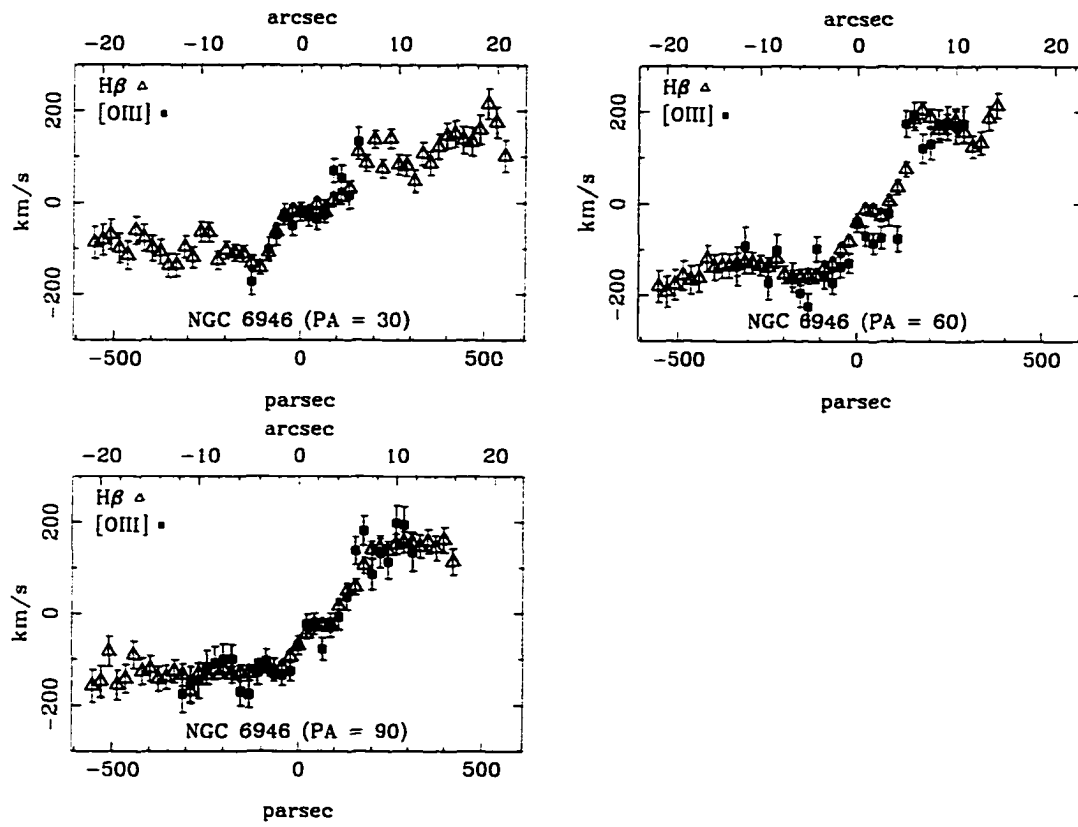 arcsec
-20 -10 0 10 20
Hβ △
[OIII] ▪
km/s
200
0
-200
NGC 6946 (PA = 30)
-500 0 500
parsec
arcsec
-20 -10 0 10 20
Hβ △
[OIII] ▪
km/s
200
0
-200
NGC 6946 (PA = 60)
-500 0 500
parsec
arcsec
-20 -10 0 10 20
Hβ △
[OIII] ▪
km/s
200
0
-200
NGC 6946 (PA = 90)
-500 0 500
parsec